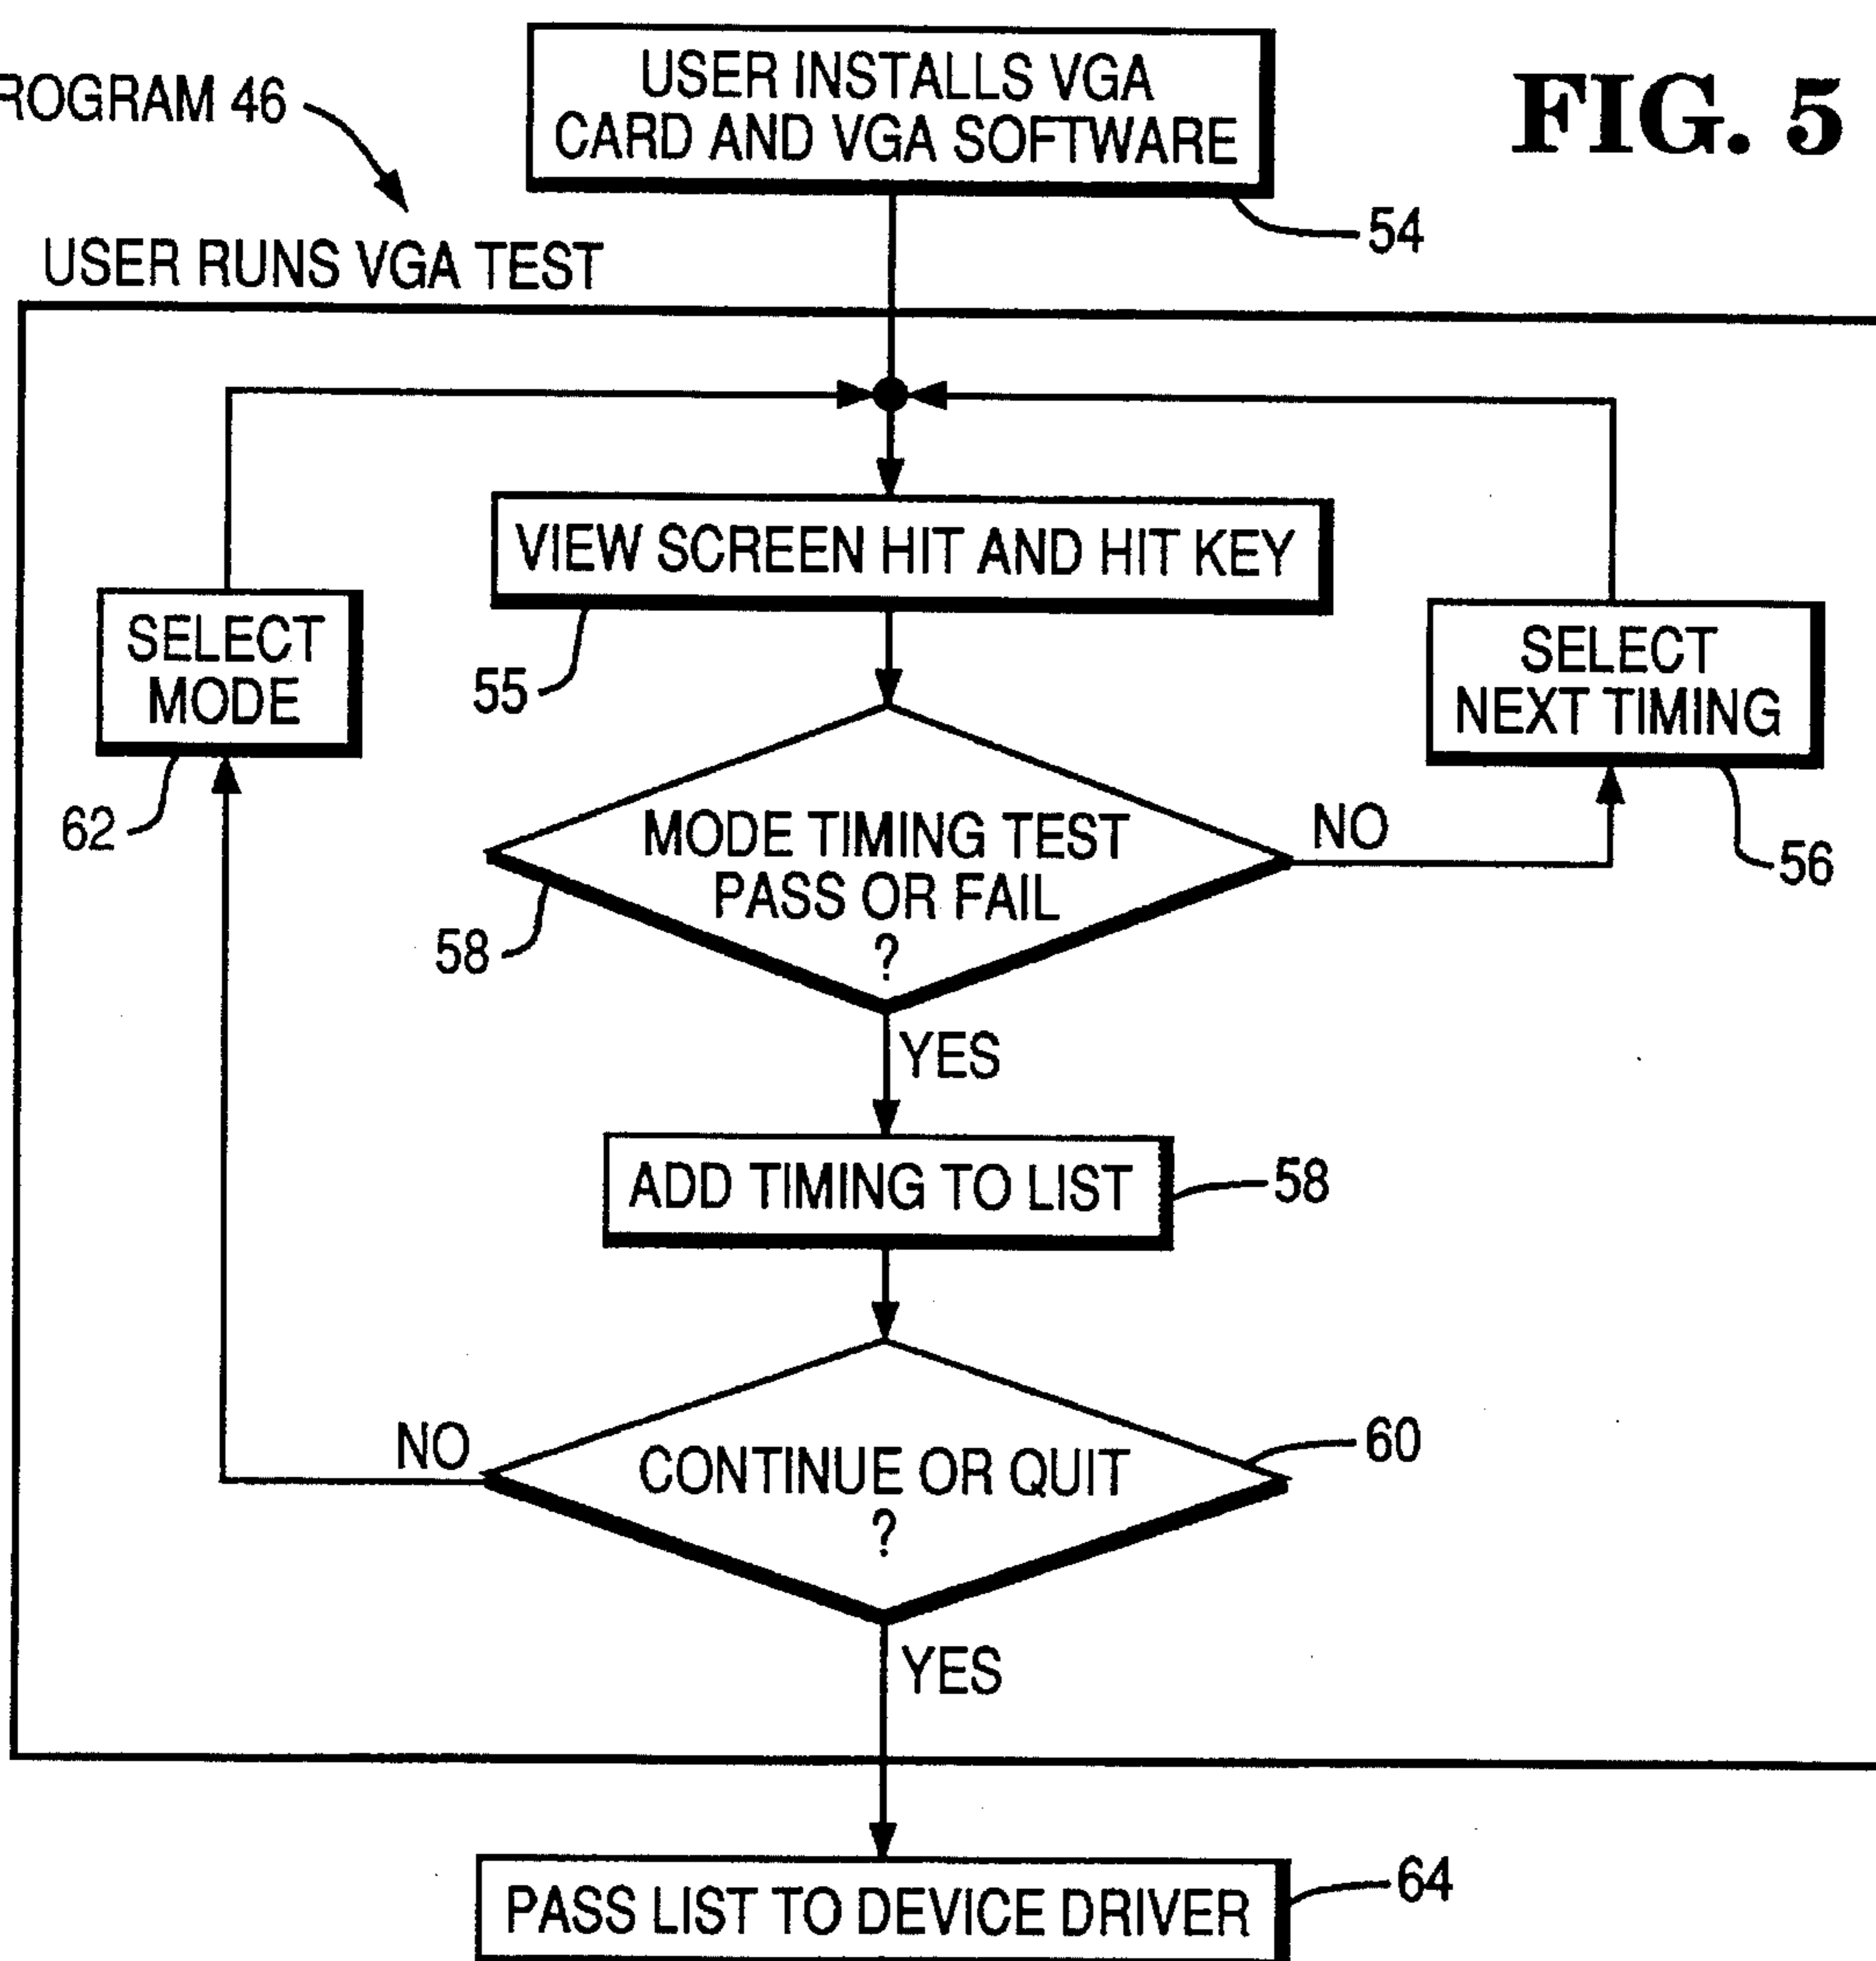 ROGRAM 46
USER INSTALLS VGA
CARD AND VGA SOFTWARE
FIG. 5
54
USER RUNS VGA TEST
VIEW SCREEN HIT AND HIT KEY
55
SELECT
MODE
62
SELECT
NEXT TIMING
56
MODE TIMING TEST
PASS OR FAIL
?
58
NO
YES
ADD TIMING TO LIST
58
CONTINUE OR QUIT
?
60
NO
YES
PASS LIST TO DEVICE DRIVER
64